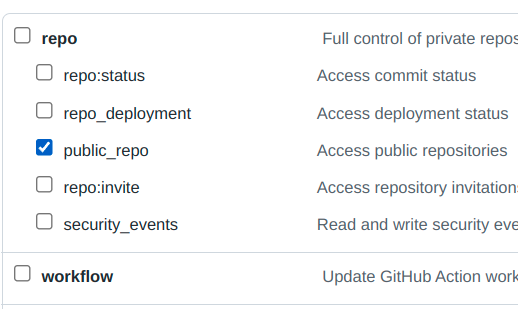 repo Full control of private repos
repo:status Access commit status
repo_deployment Access deployment status
public_repo Access public repositories
repo:invite Access repository invitations
security_events Read and write security eve
workflow Update GitHub Action work